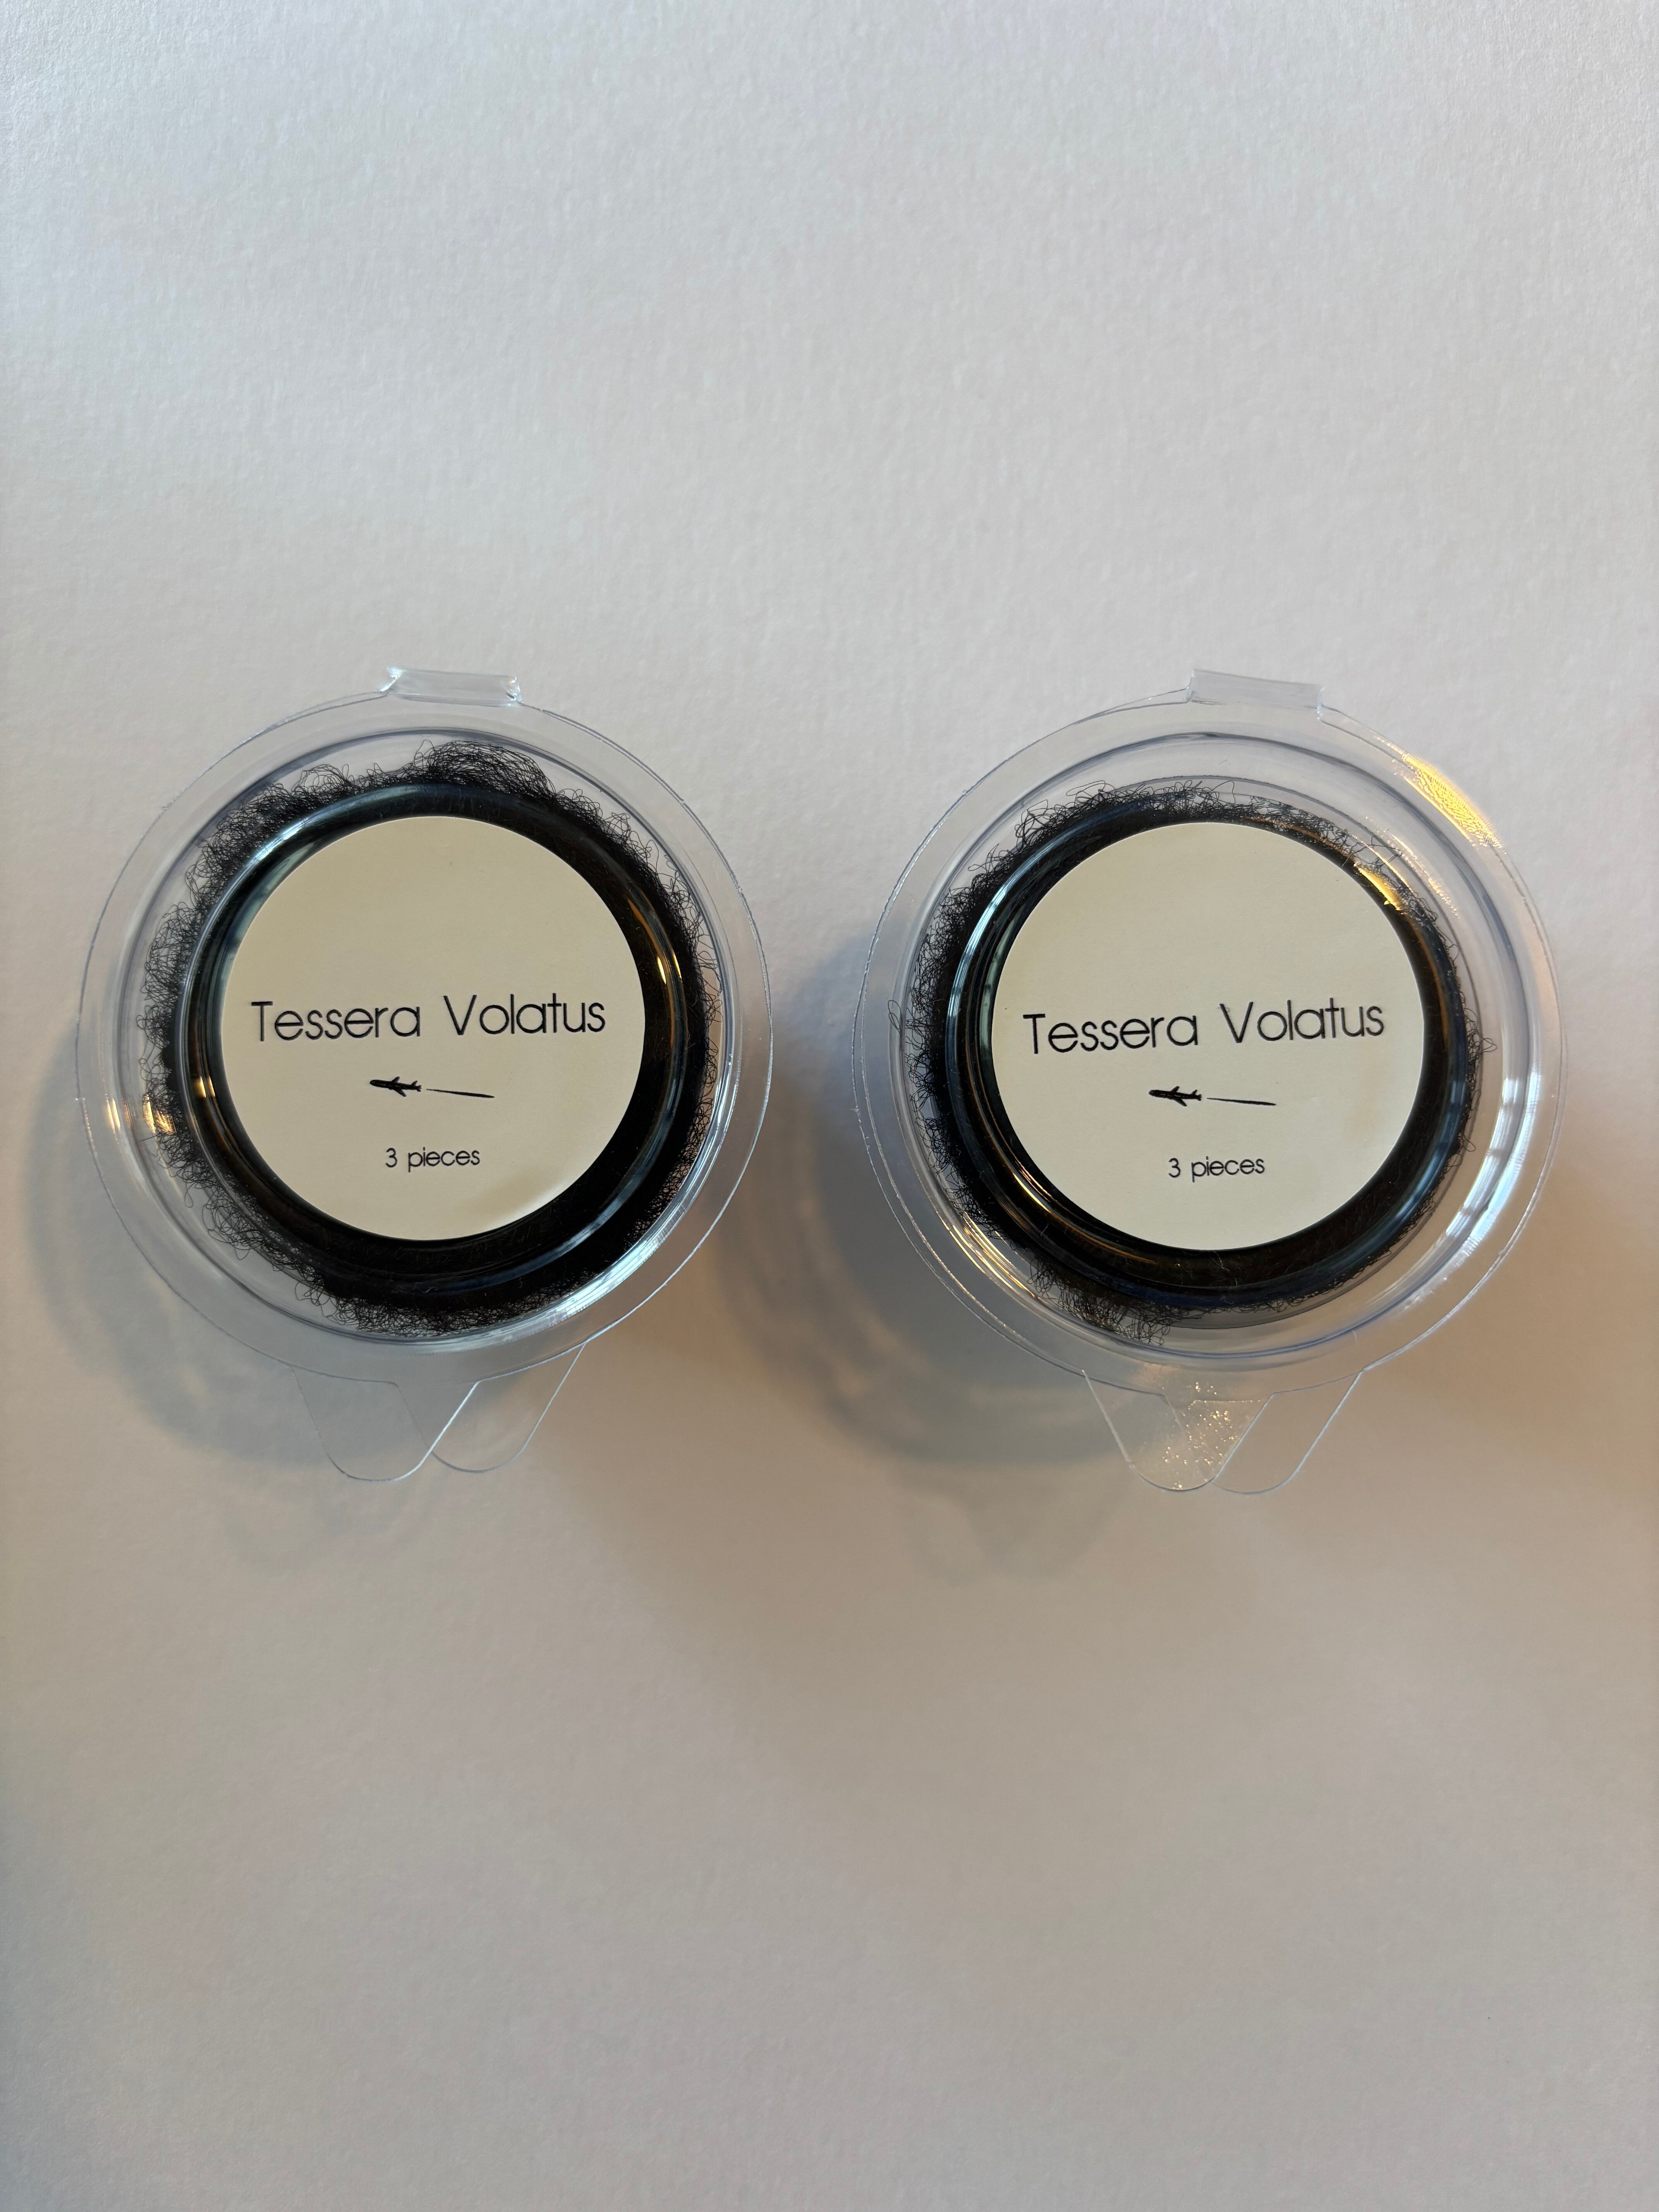 Tessera Volatus
3 pieces
Tessera Volatus
3 pieces